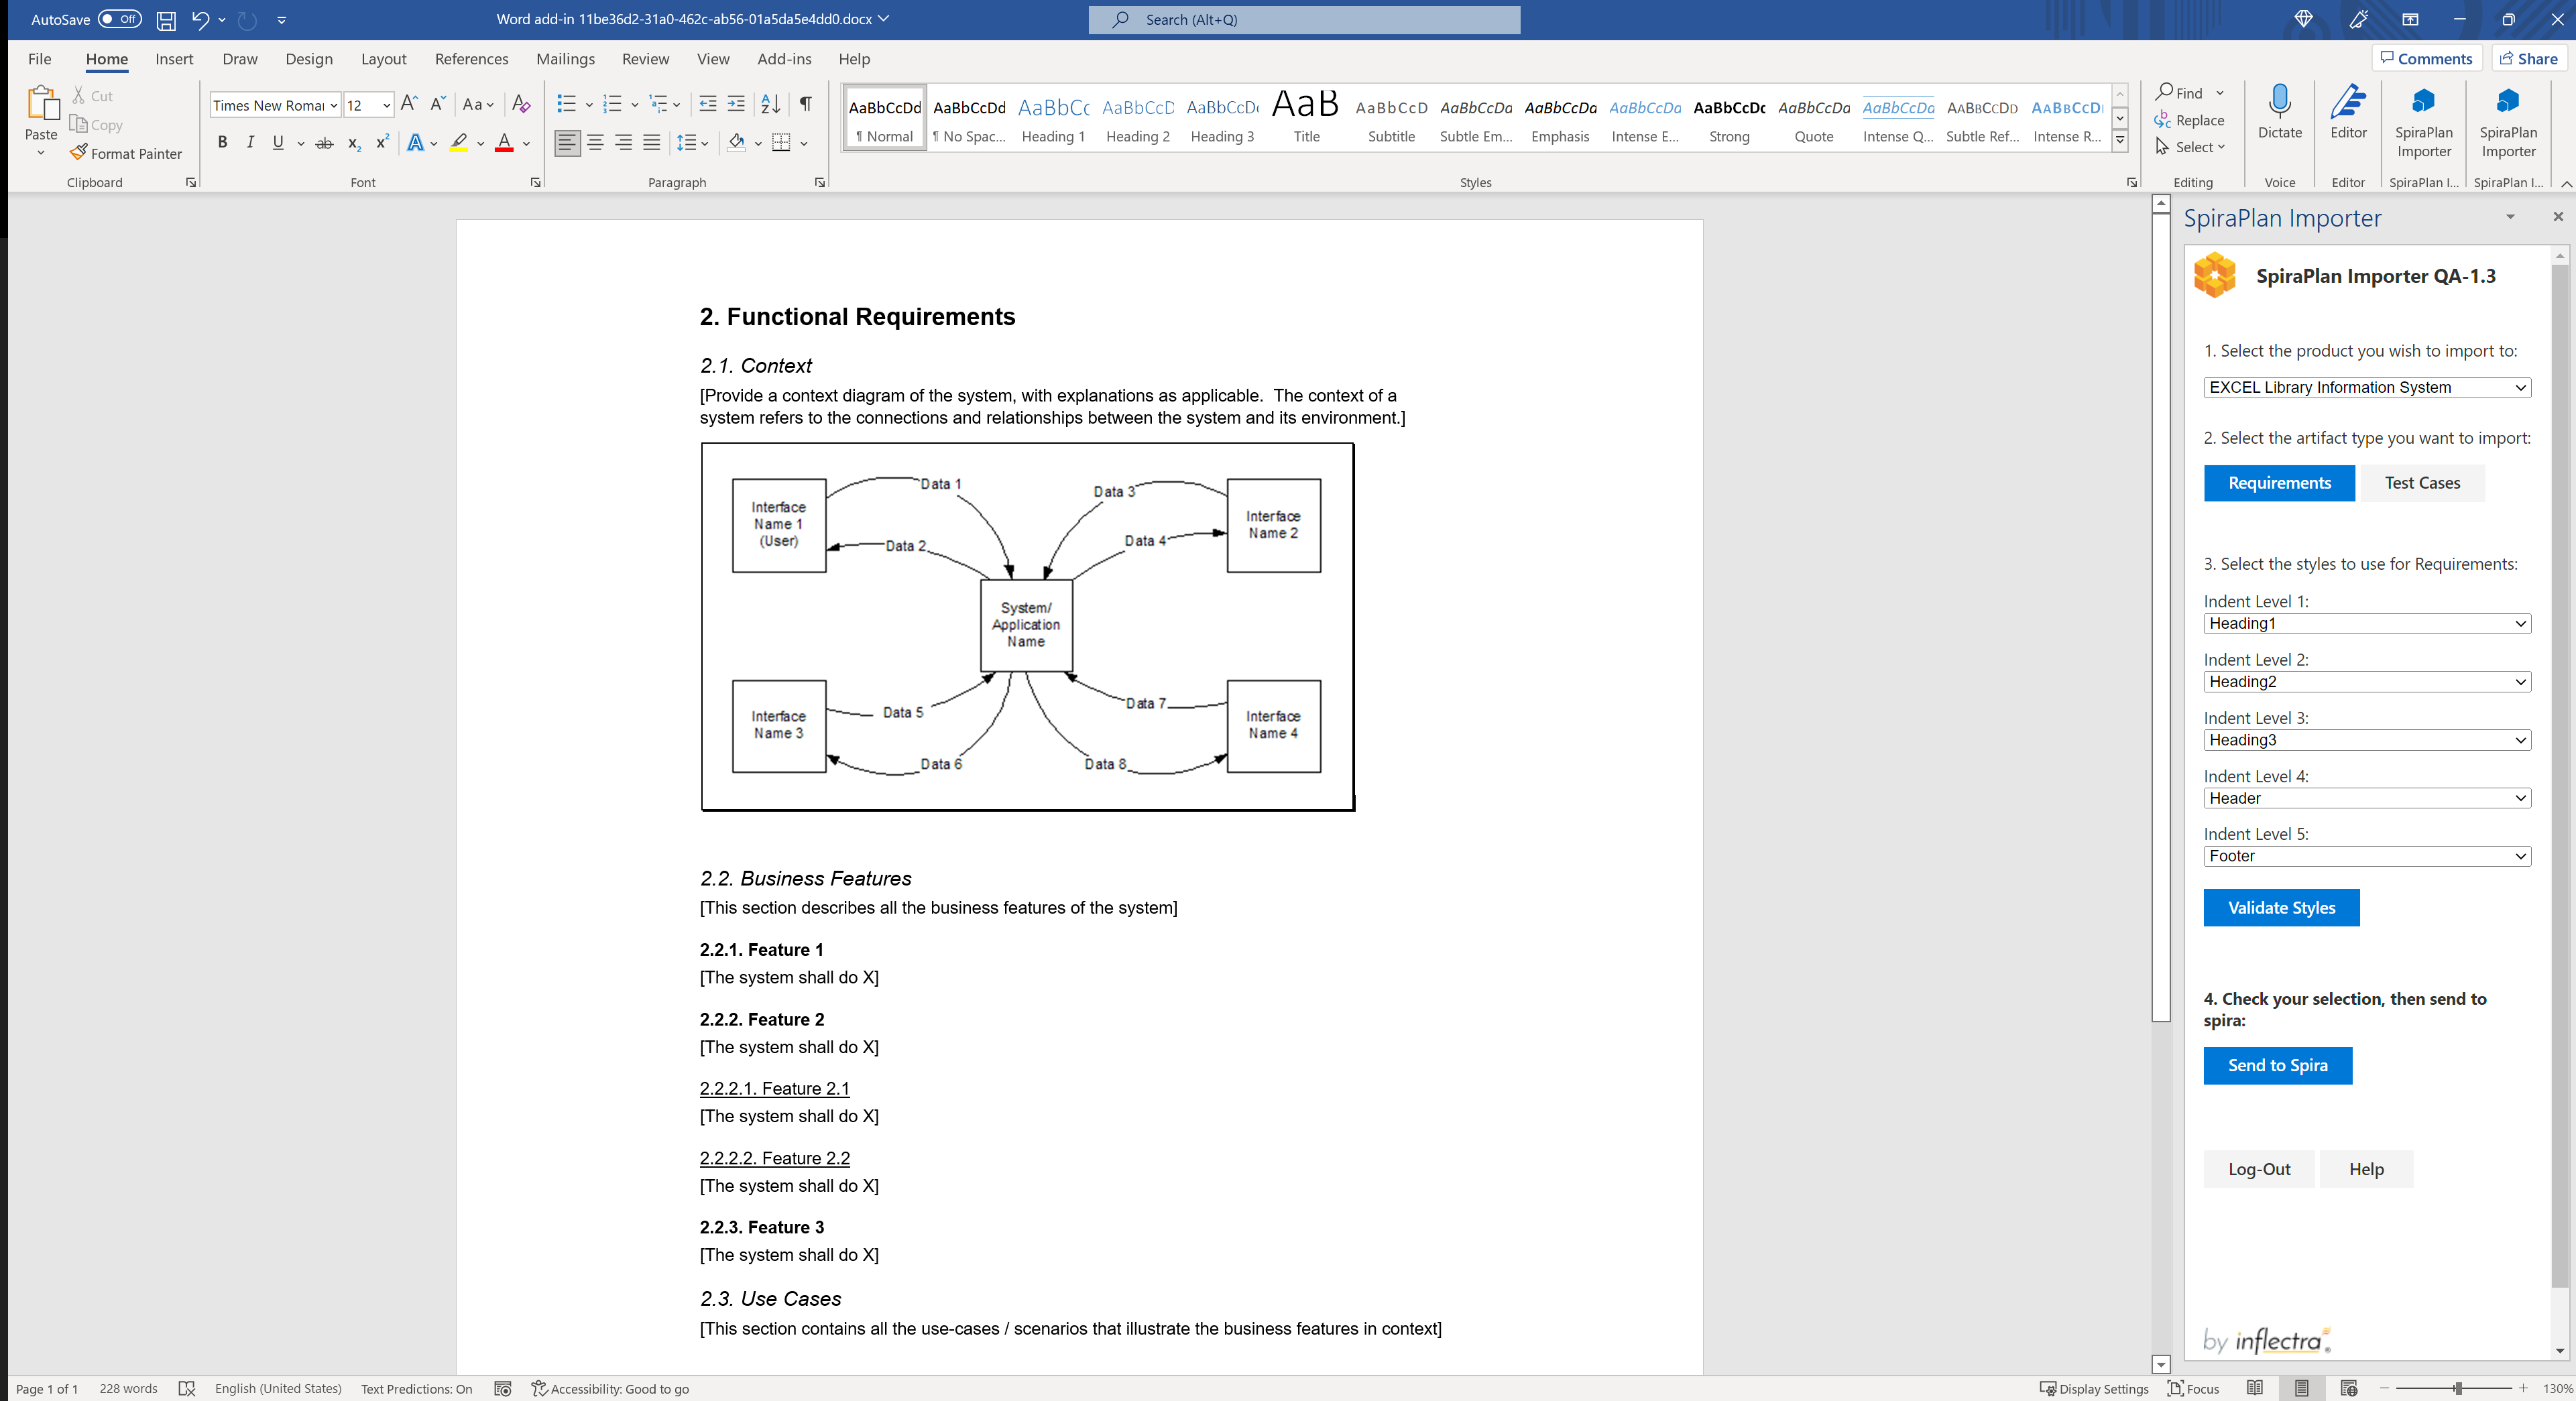 AutoSave Off
Word add-in 11be36d2-31a0-462c-ab56-01a5da5e4dd0.docx
Search (Alt+Q)
File Home Insert Draw Design Layout References Mailings Review View Add-ins Help
Comments Share
Paste
Cut
Copy
Format Painter
Clipboard
Times New Romar 12
Font
Paragraph
AaBbCcDd AaBbCcDd AaBbCc AaBbCcD AaBbCcDc AaB AaBbCcD AaBbCcDa AaBbCcDa AaBbCcDa AaBbCcDc AaBbCcDa AaBbCcDa AaBbCcDd AaBbCcDd
¶ Normal ¶ No Spac... Heading 1 Heading 2 Heading 3 Title Subtitle Subtle Em... Emphasis Intense E... Strong Quote Intense Q... Subtle Ref... Intense R...
Styles
Find
Replace
Select
Editing
Dictate
Voice
Editor
Editor
SpiraPlan
Importer
SpiraPlan I...
SpiraPlan
Importer
SpiraPlan I...
2. Functional Requirements
2.1. Context
[Provide a context diagram of the system, with explanations as applicable. The context of a
system refers to the connections and relationships between the system and its environment.]
Interface
Name 1
(User)
Data 1
Data 2
Data 3
Data 4
Interface
Name 2
System/
Application
Name
Interface
Name 3
Data 5
Data 6
Data 7
Data 8
Interface
Name 4
2.2. Business Features
[This section describes all the business features of the system]
2.2.1. Feature 1
[The system shall do X]
2.2.2. Feature 2
[The system shall do X]
2.2.2.1. Feature 2.1
[The system shall do X]
2.2.2.2. Feature 2.2
[The system shall do X]
2.2.3. Feature 3
[The system shall do X]
2.3. Use Cases
[This section contains all the use-cases / scenarios that illustrate the business features in context]
SpiraPlan Importer
SpiraPlan Importer QA-1.3
1. Select the product you wish to import to:
EXCEL Library Information System
2. Select the artifact type you want to import:
Requirements Test Cases
3. Select the styles to use for Requirements:
Indent Level 1:
Heading1
Indent Level 2:
Heading2
Indent Level 3:
Heading3
Indent Level 4:
Header
Indent Level 5:
Footer
Validate Styles
4. Check your selection, then send to
spira:
Send to Spira
Log-Out Help
by inflectra®
Page 1 of 1 228 words English (United States) Text Predictions: On Accessibility: Good to go
Display Settings Focus 130%